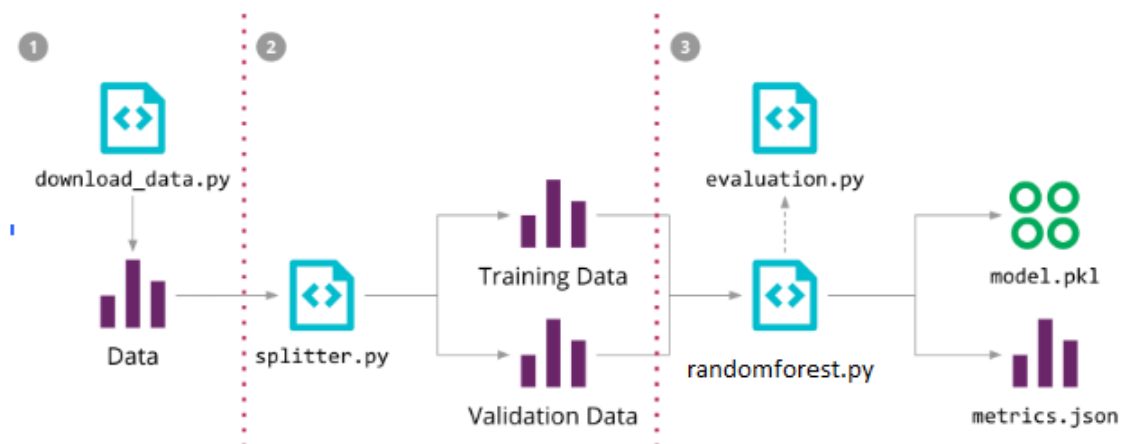 1
2
3
download_data.py
evaluation.py
Training Data
model.pkl
Data
splitter.py
randomforest.py
Validation Data
metrics.json